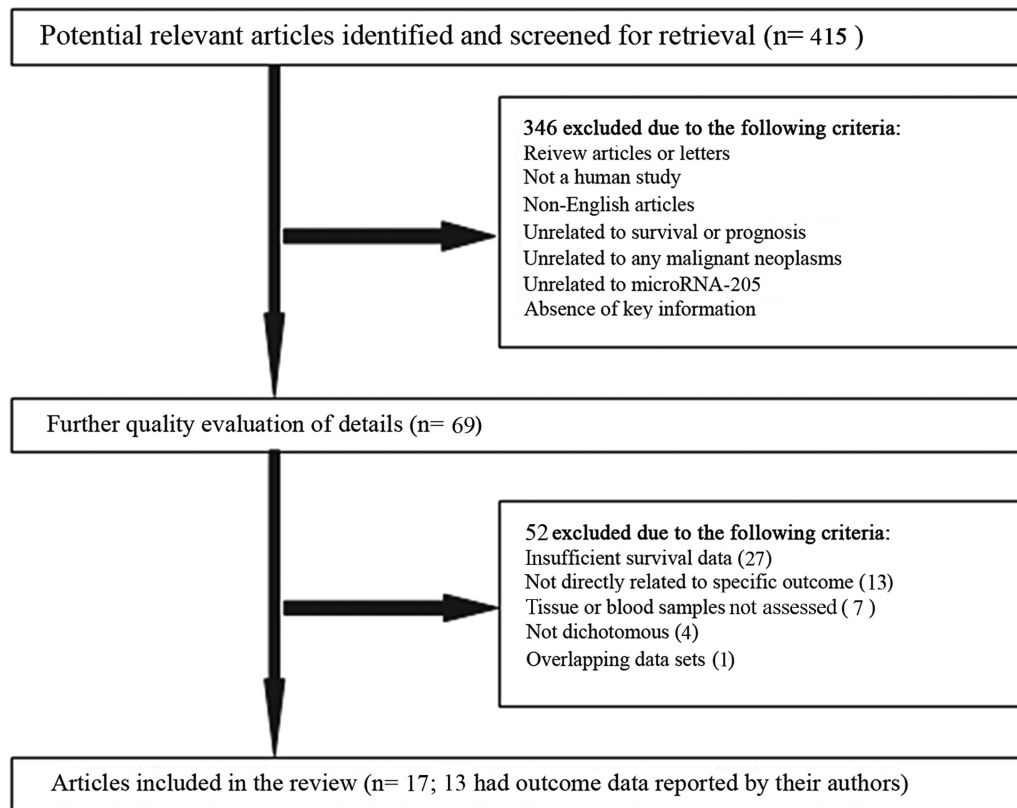 Potential relevant articles identified and screened for retrieval (n= 415 )
346 excluded due to the following criteria:
Reivew articles or letters
Not a human study
Non-English articles
Unrelated to survival or prognosis
Unrelated to any malignant neoplasms
Unrelated to microRNA-205
Absence of key information
Further quality evaluation of details (n= 69)
52 excluded due to the following criteria:
Insufficient survival data (27)
Not directly related to specific outcome (13)
Tissue or blood samples not assessed ( 7 )
Not dichotomous (4)
Overlapping data sets (1)
Articles included in the review (n= 17; 13 had outcome data reported by their authors)